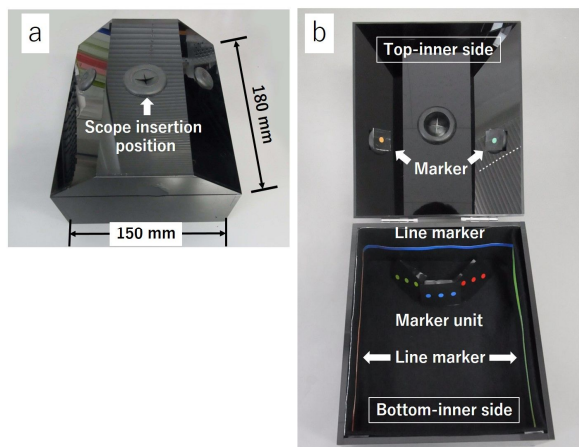 a
Scope insertion
position
180 mm
150 mm
b
Top-inner side
Marker
Line marker
Marker unit
Line marker
Bottom-inner side